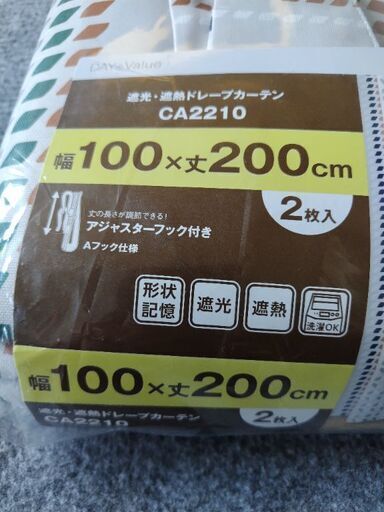 DAY Value
遮光・遮熱ドレープカーテン
CA2210
幅100×丈200cm
2枚入
丈の長さが調節できる!
アジャスターフック付き
Aフック仕様
形状
記憶
遮光
遮熱
洗濯OK
幅100×丈200cm
遮光・遮熱ドレープカーテン
2枚入
CA2210